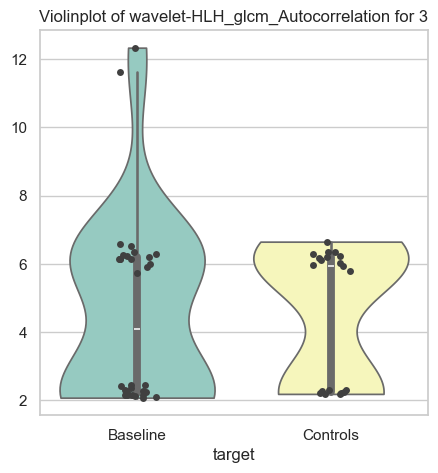 Violinplot of wavelet-HLH_glcm_Autocorrelation for 3
12
10
8
6
4
2
Baseline Controls
target